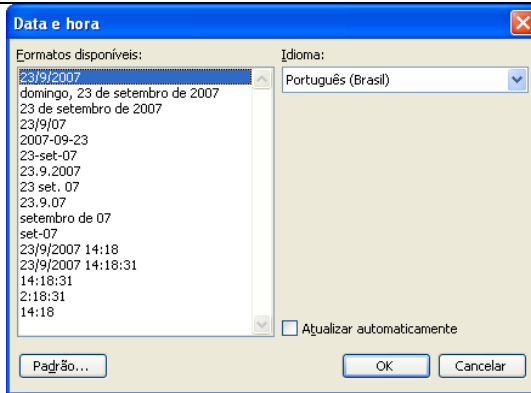 Data e hora
Formatos disponíveis:
Idioma:
23/9/2007
Português (Brasil)
domingo, 23 de setembro de 2007
23 de setembro de 2007
23/9/07
2007-09-23
23-set-07
23.9.2007
23 set. 07
23.9.07
setembro de 07
set-07
23/9/2007 14:18
23/9/2007 14:18:31
14:18:31
2:18:31
14:18
Atualizar automaticamente
Padrão...
OK
Cancelar